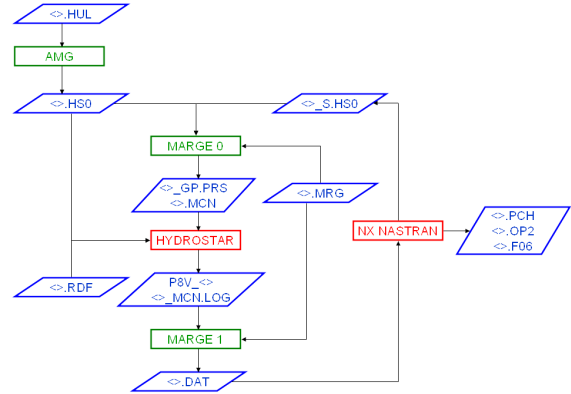 <>.HUL
AMG
<>.HS0
<>_S.HS0
MARGE 0
<>_GP.PRS
<>.MCN
<>.MRG
HYDROSTAR
NX NASTRAN
<>.PCH
<>.OP2
<>.F06
<>.RDF
P8V_<>
<>_MCN.LOG
MARGE 1
<>.DAT